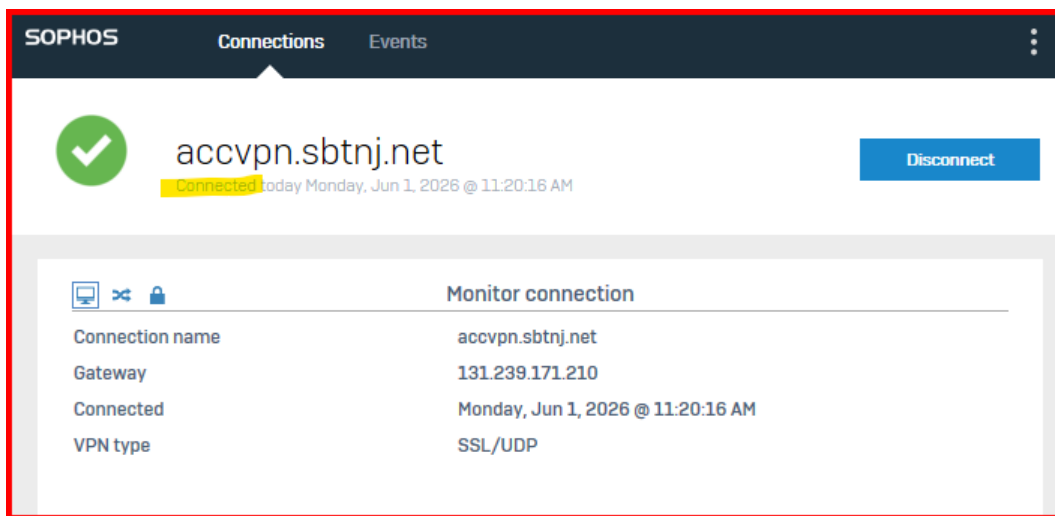 SOPHOS Connections Events
accvpn.sbtnj.net
Disconnect
Connected today Monday, Jun 1, 2026 @ 11:20:16 AM
Monitor connection
Connection name accvpn.sbtnj.net
Gateway 131.239.171.210
Connected Monday, Jun 1, 2026 @ 11:20:16 AM
VPN type SSL/UDP